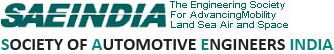 SAEINDIA
The Engineering Society
For AdvancingMobility
Land Sea Air and Space
SOCIETY OF AUTOMOTIVE ENGINEERS INDIA